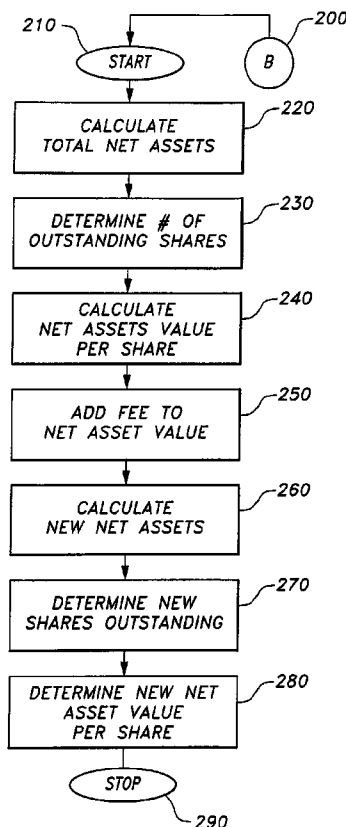 210
200
START
B
220
CALCULATE
TOTAL NET ASSETS
230
DETERMINE # OF
OUTSTANDING SHARES
240
CALCULATE
NET ASSETS VALUE
PER SHARE
250
ADD FEE TO
NET ASSET VALUE
260
CALCULATE
NEW NET ASSETS
270
DETERMINE NEW
SHARES OUTSTANDING
280
DETERMINE NEW NET
ASSET VALUE
PER SHARE
STOP
290